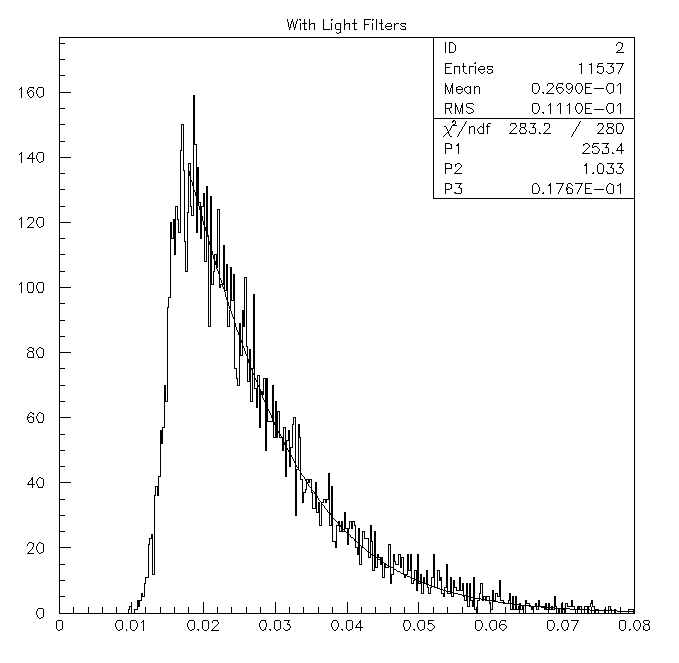 With Light Filters
ID 2
Entries 11537
Mean 0.2690E−01
RMS 0.1110E−01
χ²/ndf 283.2 / 280
P1 253.4
P2 1.033
P3 0.1767E−01
160
140
120
100
80
60
40
20
0
0 0.01 0.02 0.03 0.04 0.05 0.06 0.07 0.08